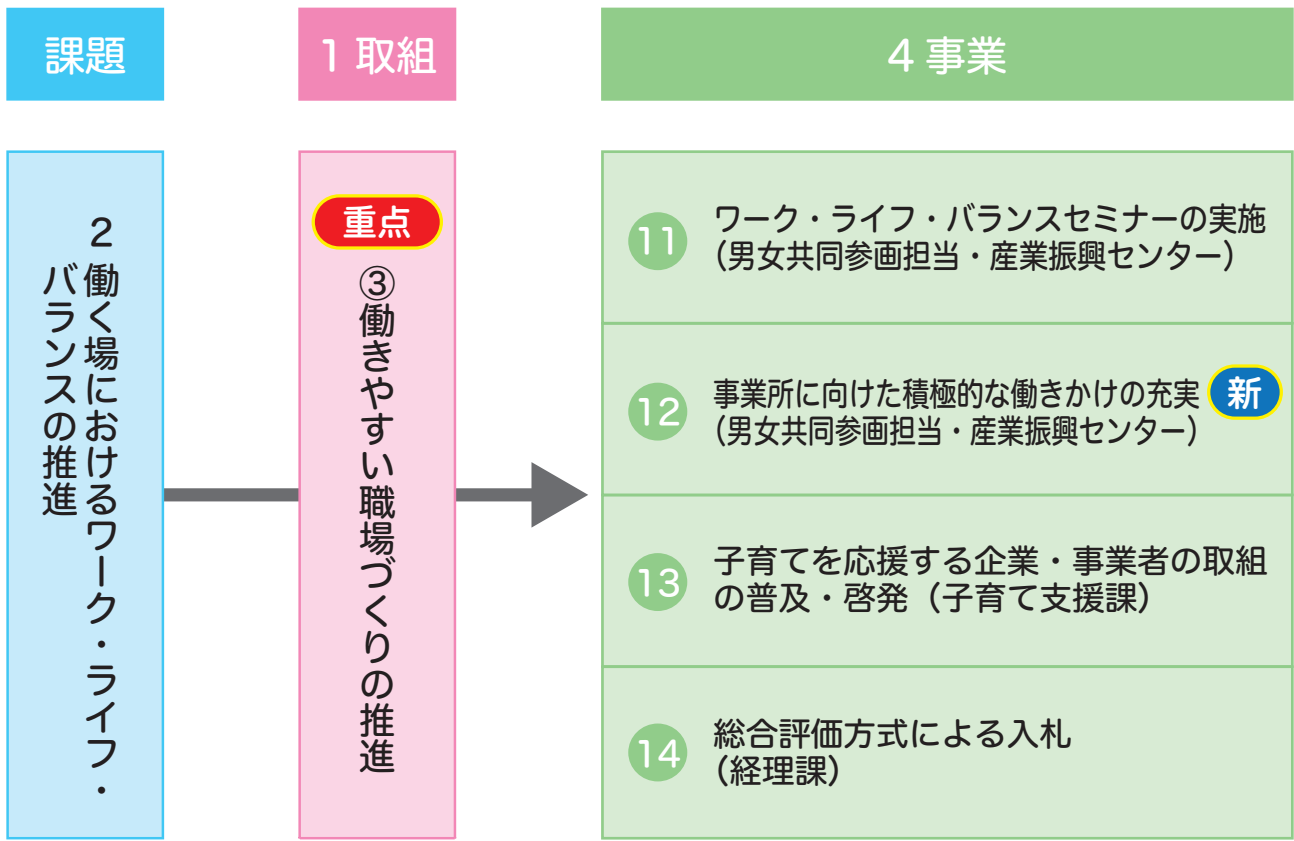 課題
1 取組
4 事業
2 働く場におけるワーク・ライフ・
バランスの推進
重点
③働きやすい職場づくりの推進
11 ワーク・ライフ・バランスセミナーの実施
（男女共同参画担当・産業振興センター）
12 事業所に向けた積極的な働きかけの充実 新
（男女共同参画担当・産業振興センター）
13 子育てを応援する企業・事業者の取組
の普及・啓発（子育て支援課）
14 総合評価方式による入札
（経理課）